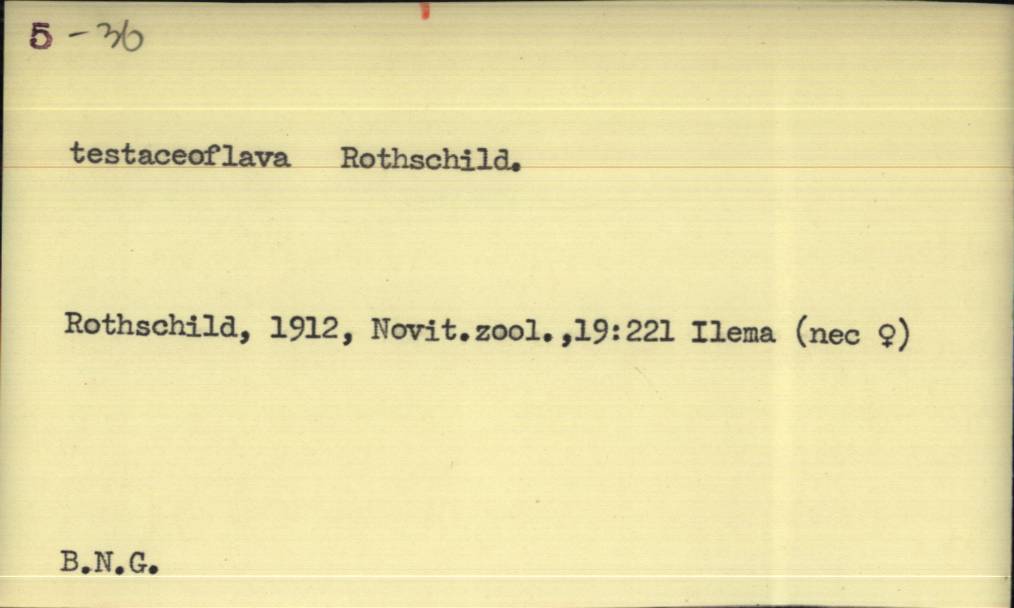 5 - 36
testaceoflava Rothschild.
Rothschild, 1912, Novit.zool.,19:221 Ilema (nec ♀)
B.N.G.